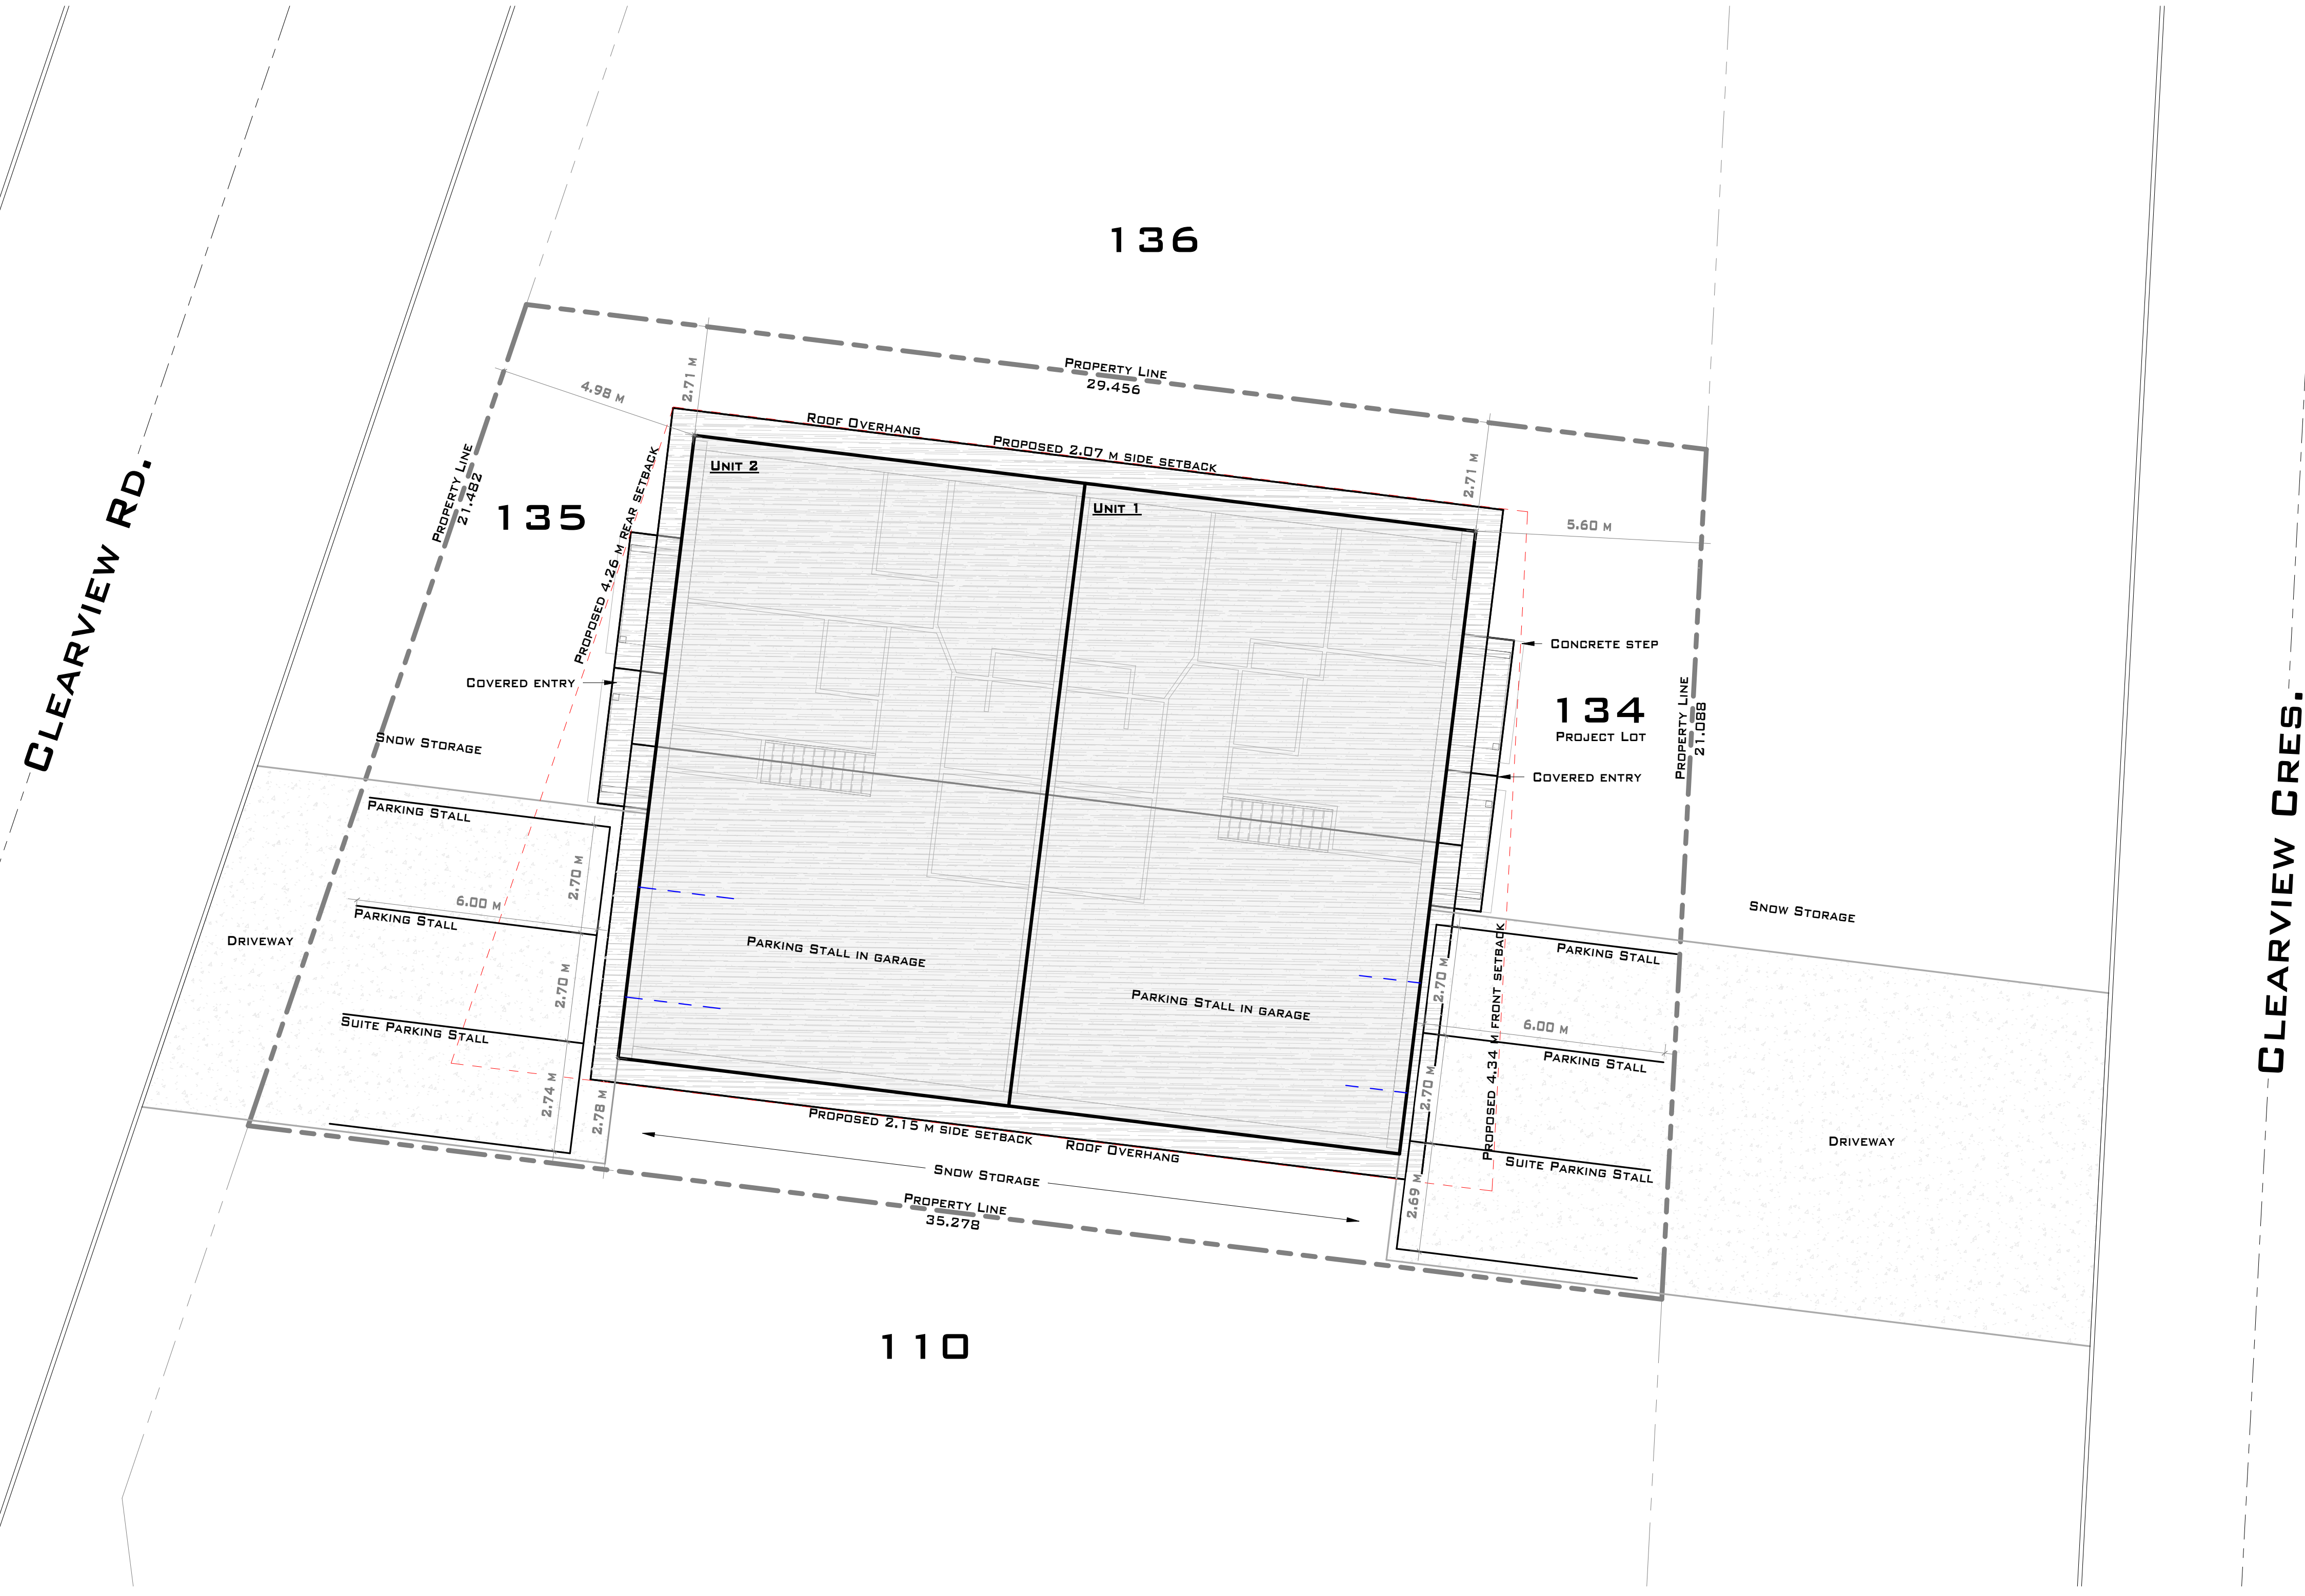 136
Property Line
29.456
2.71 m
4.98 m
Roof Overhang
Proposed 2.07 m side setback
2.71 m
Unit 2
Unit 1
Property Line
21.482
135
Proposed 4.26 m rear setback
5.60 m
Clearview Rd.
Concrete step
134
Project Lot
Property Line
21.088
Covered entry
Covered entry
Snow Storage
Clearview Cres.
Parking Stall
2.70 m
6.00 m
Parking Stall
Driveway
Snow Storage
Parking Stall in garage
Parking Stall
2.70 m
2.70 m
Proposed 4.34 m front setback
Parking Stall in garage
Suite Parking Stall
6.00 m
Parking Stall
2.74 m
2.78 m
2.70 m
Proposed 2.15 m side setback
Roof Overhang
Driveway
Suite Parking Stall
Snow Storage
2.69 m
Property Line
35.278
110